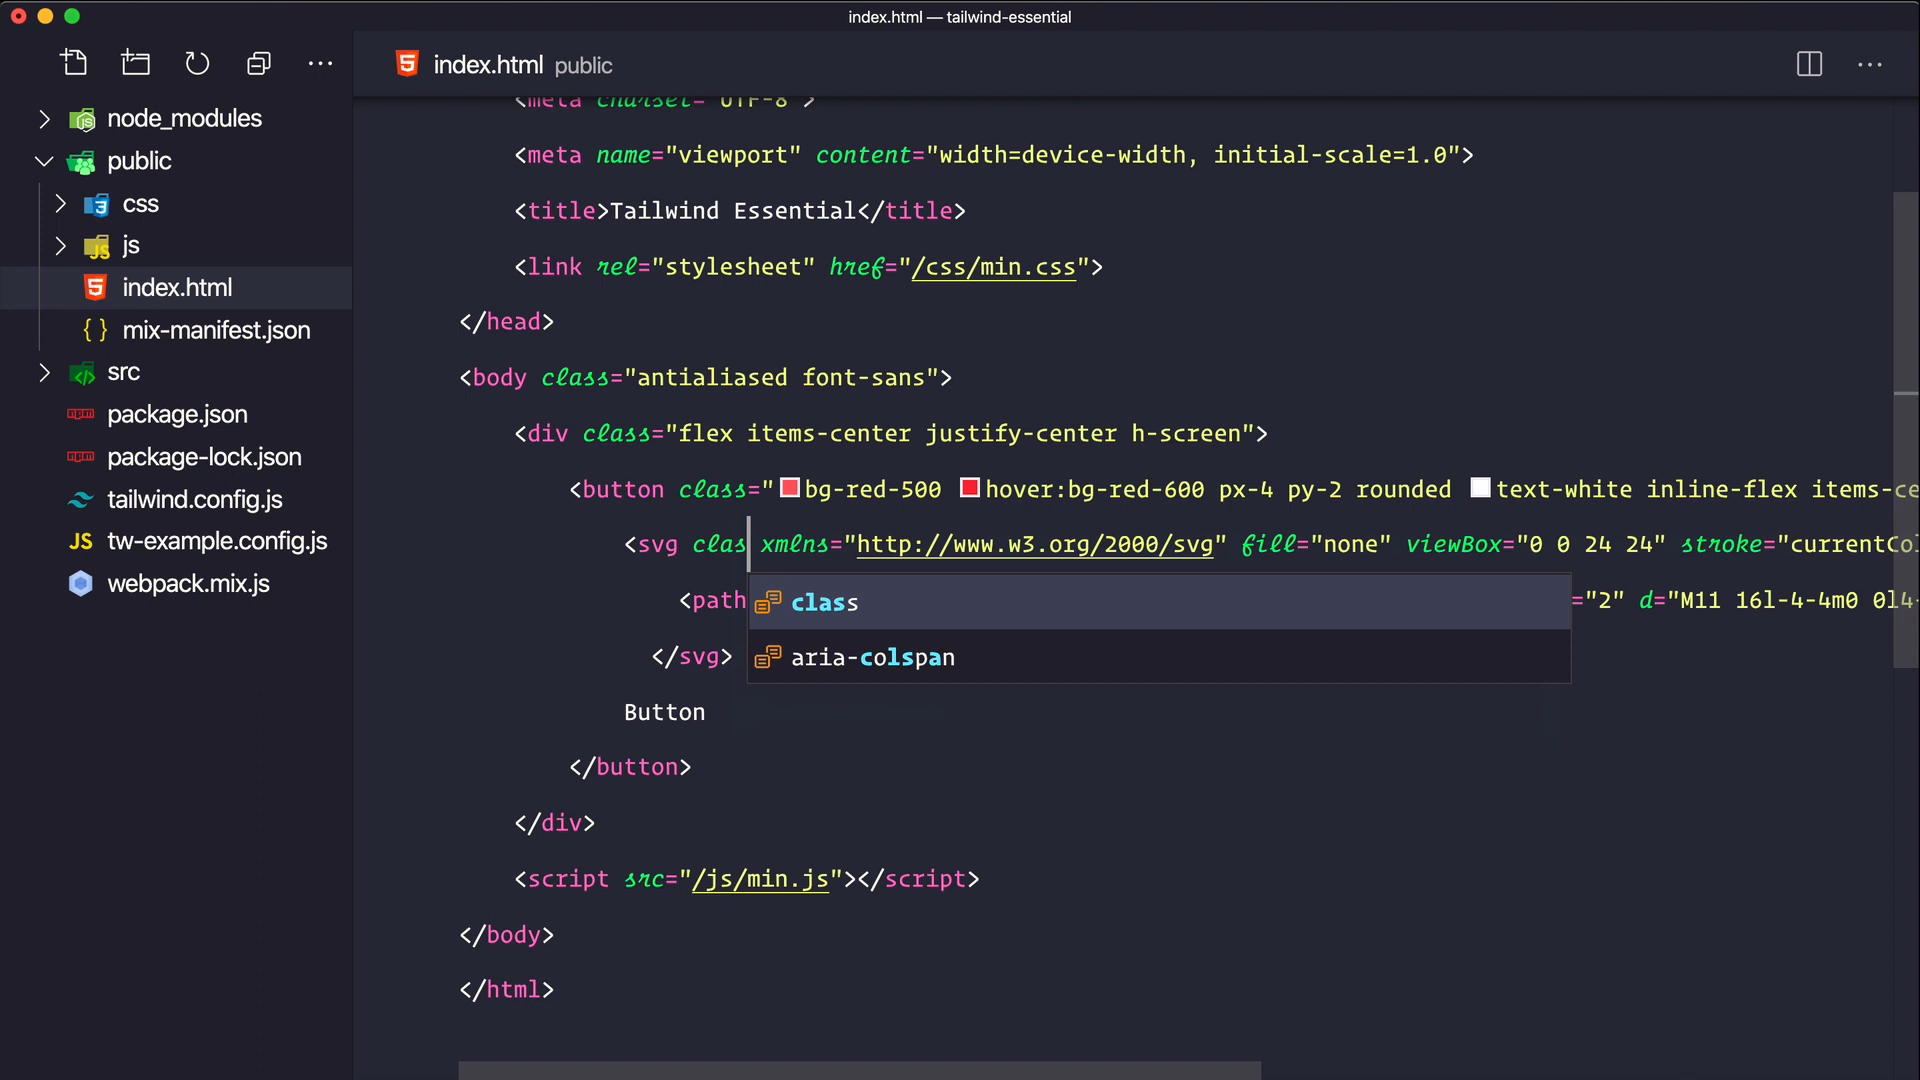 index.html — tailwind-essential
node_modules
public
css
js
index.html
mix-manifest.json
src
package.json
package-lock.json
tailwind.config.js
tw-example.config.js
webpack.mix.js
index.html public
<meta charset="UTF-8">
<meta name="viewport" content="width=device-width, initial-scale=1.0">
<title>Tailwind Essential</title>
<link rel="stylesheet" href="/css/min.css">
</head>
<body class="antialiased font-sans">
<div class="flex items-center justify-center h-screen">
<button class="bg-red-500 hover:bg-red-600 px-4 py-2 rounded text-white inline-flex items-ce
<svg clas xmlns="http://www.w3.org/2000/svg" fill="none" viewBox="0 0 24 24" stroke="currentCol
<path ="2" d="M11 16l-4-4m0 0l4-
class
aria-colspan
</svg>
Button
</button>
</div>
<script src="/js/min.js"></script>
</body>
</html>